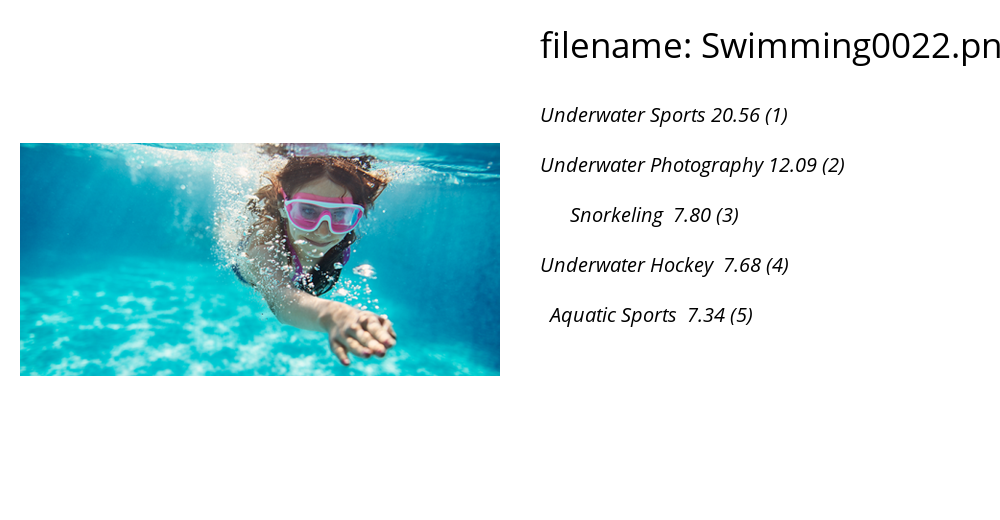 filename: Swimming0022.pn
Underwater Sports 20.56 (1)
Underwater Photography 12.09 (2)
Snorkeling 7.80 (3)
Underwater Hockey 7.68 (4)
Aquatic Sports 7.34 (5)